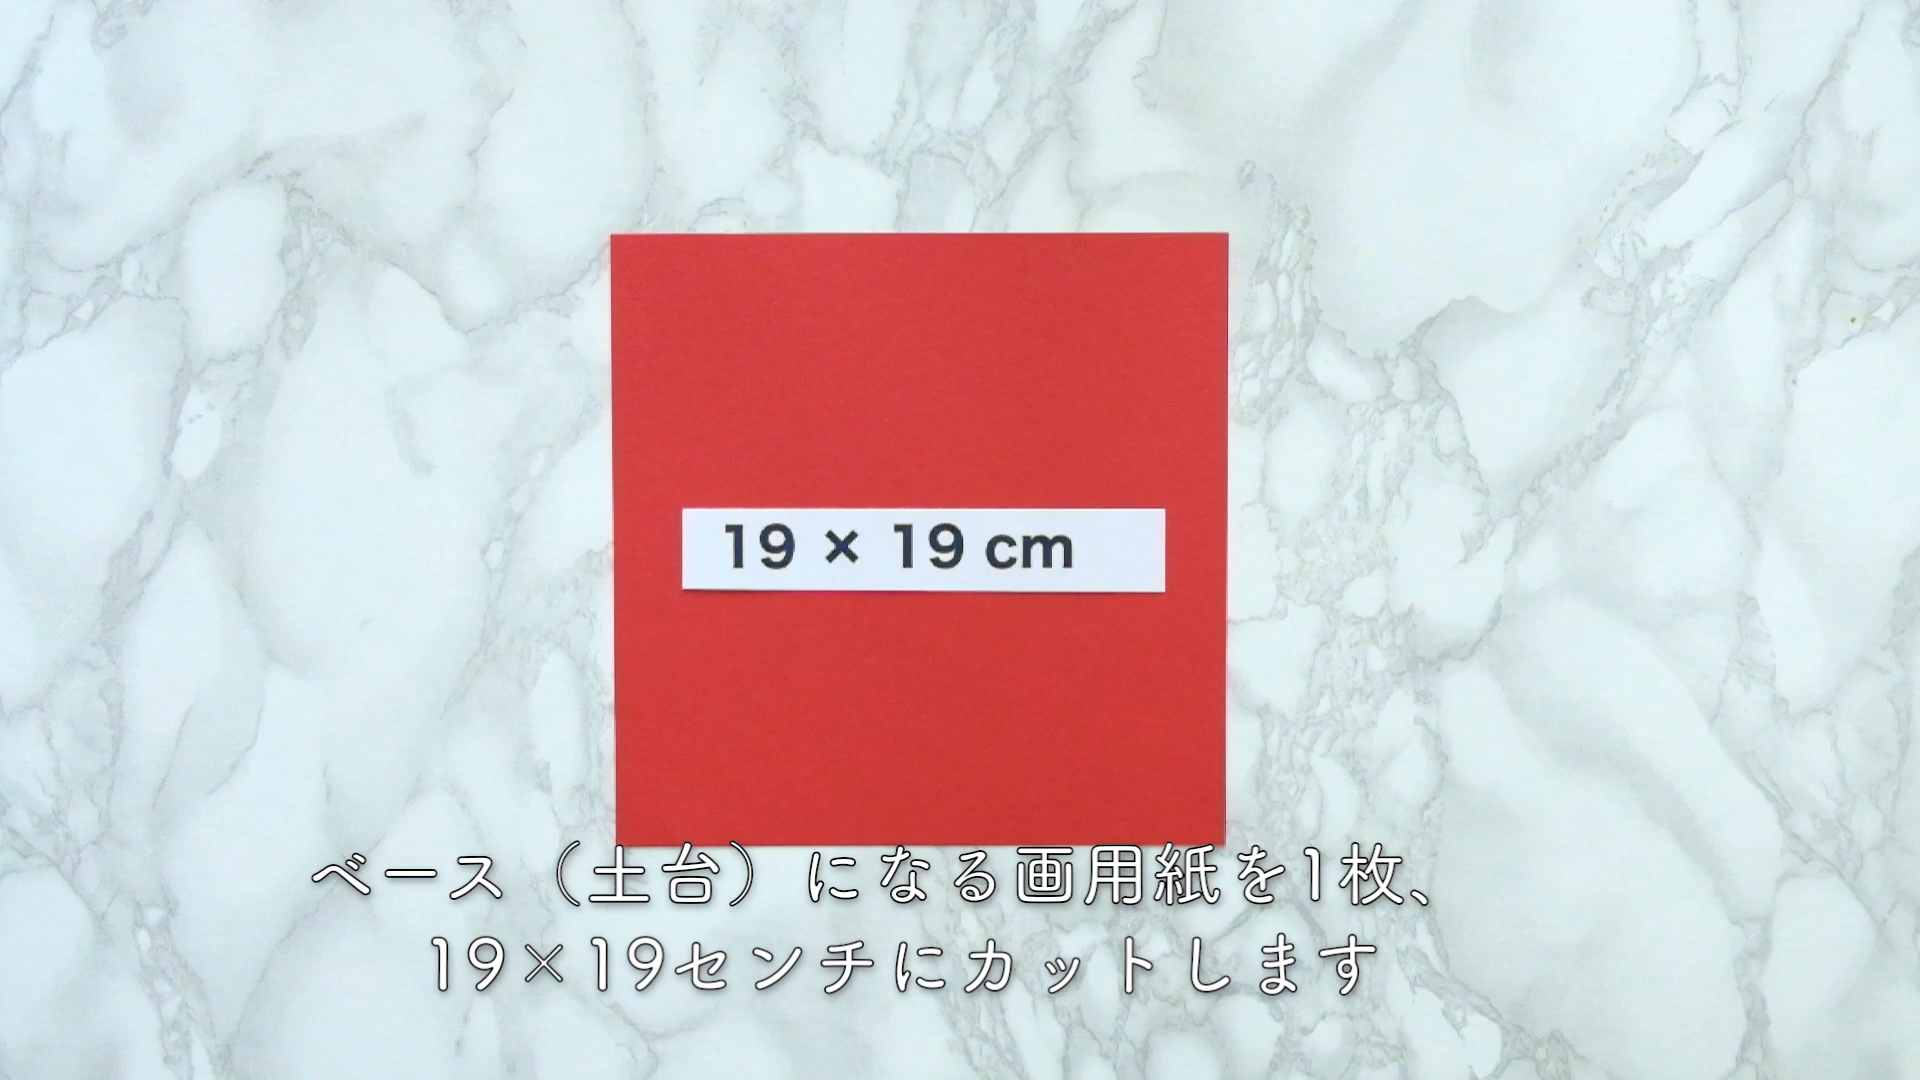 19 × 19 cm
ベース（土台）になる画用紙を1枚、
19×19センチにカットします